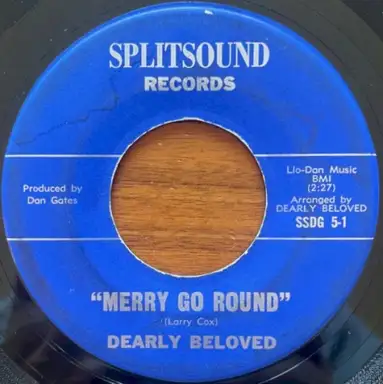 SPLITSOUND
RECORDS
Produced by
Dan Gates
Llo-Dan Music
BMI
(2:27)
Arranged by
DEARLY BELOVED
SSDG 5-1
"MERRY GO ROUND"
(Larry Cox)
DEARLY BELOVED